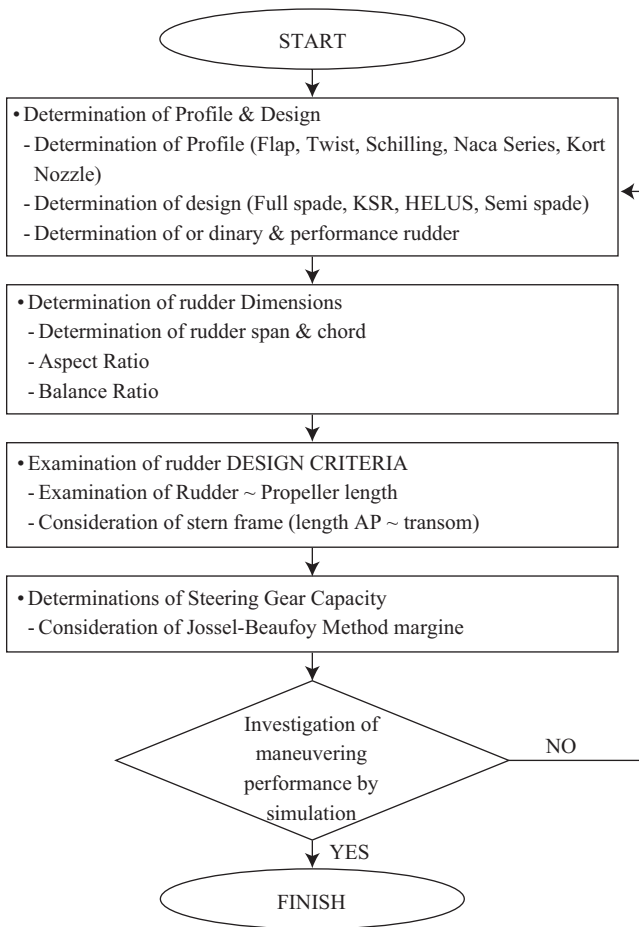 START
• Determination of Profile & Design
- Determination of Profile (Flap, Twist, Schilling, Naca Series, Kort
Nozzle)
- Determination of design (Full spade, KSR, HELUS, Semi spade)
- Determination of or dinary & performance rudder
• Determination of rudder Dimensions
- Determination of rudder span & chord
- Aspect Ratio
- Balance Ratio
• Examination of rudder DESIGN CRITERIA
- Examination of Rudder ~ Propeller length
- Consideration of stern frame (length AP ~ transom)
• Determinations of Steering Gear Capacity
- Consideration of Jossel-Beaufoy Method margine
Investigation of
maneuvering
performance by
simulation
NO
YES
FINISH